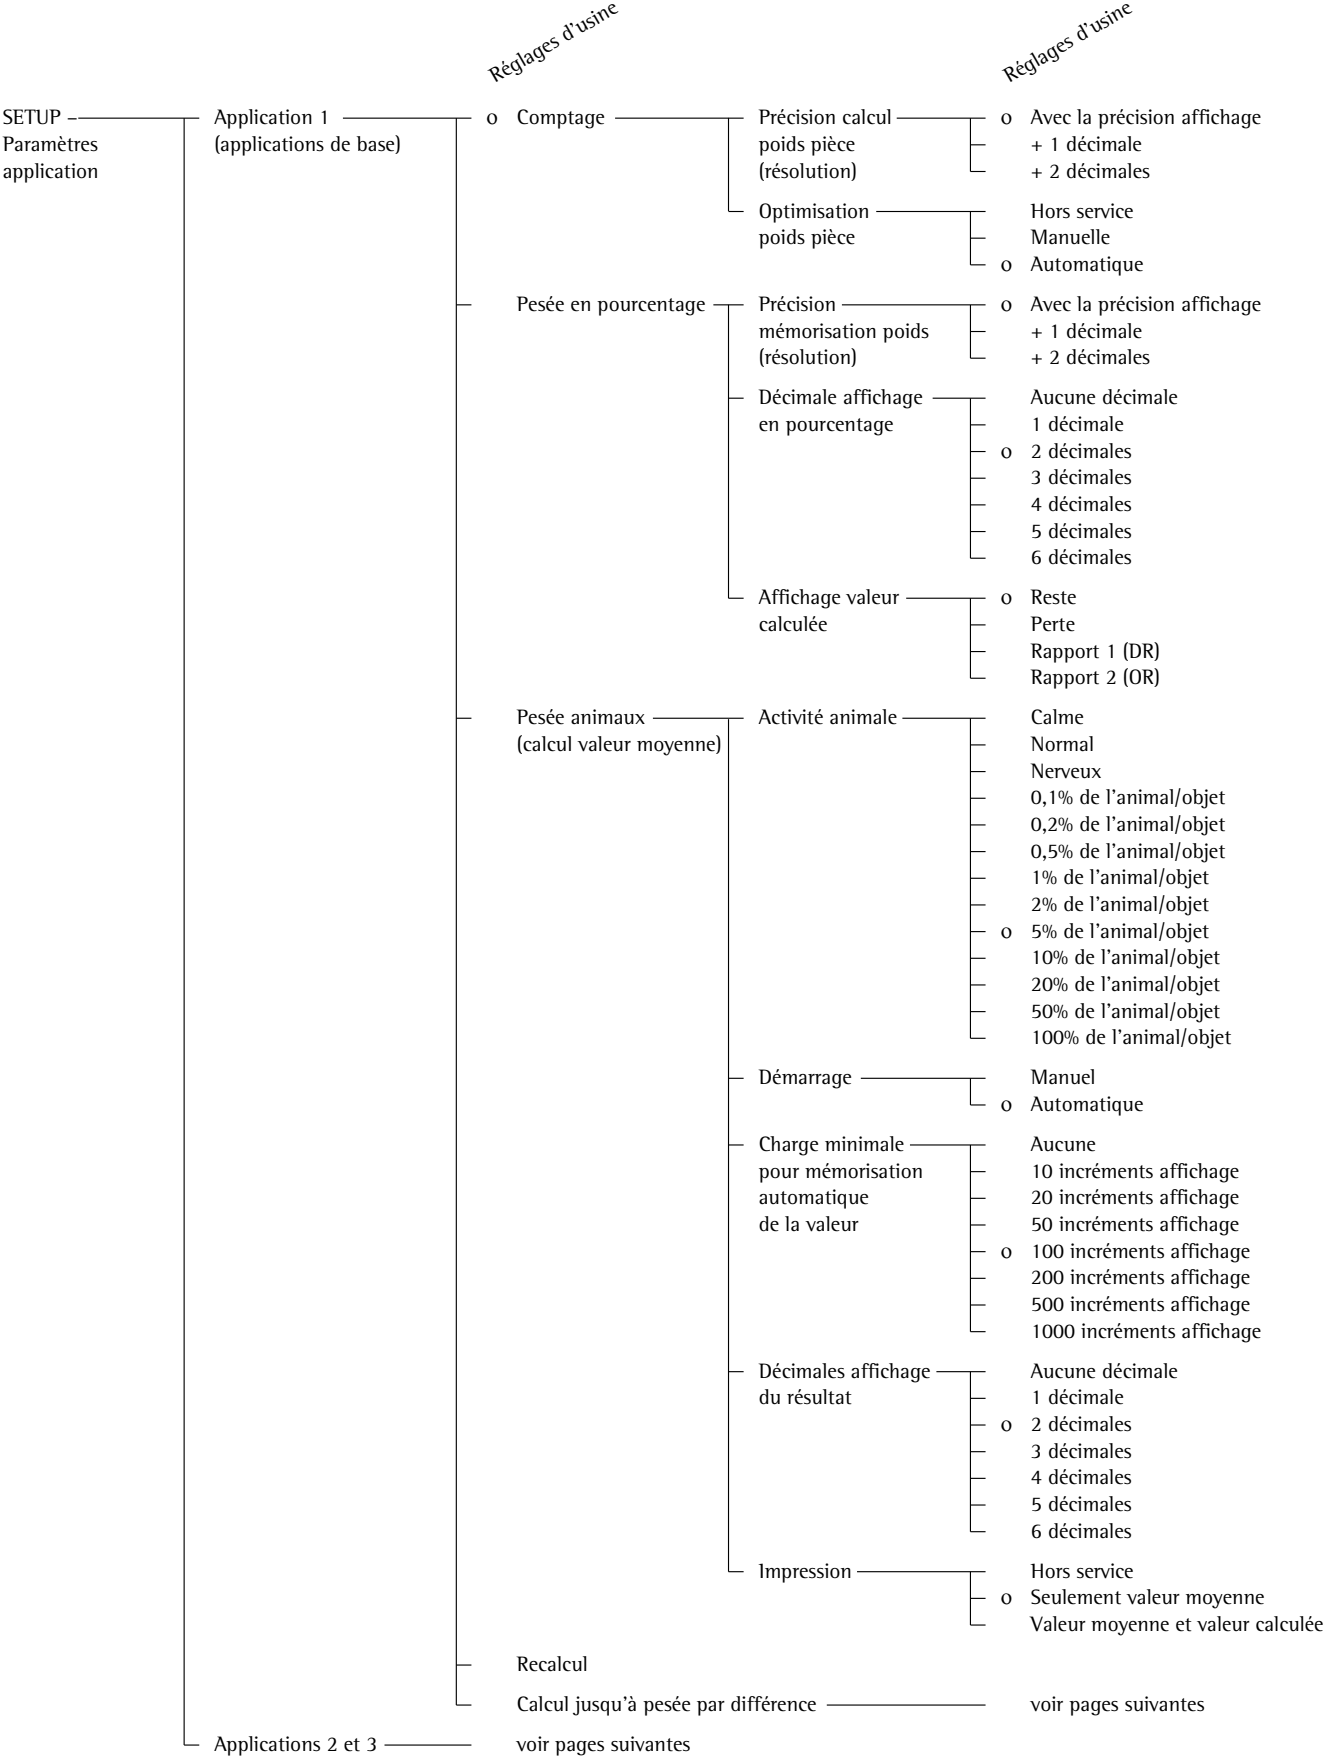 Réglages d'usine
Réglages d'usine
SETUP – Application 1 o Comptage Précision calcul o Avec la précision affichage
Paramètres (applications de base) poids pièce + 1 décimale
application (résolution) + 2 décimales
Optimisation Hors service
poids pièce Manuelle
o Automatique
Pesée en pourcentage Précision o Avec la précision affichage
mémorisation poids + 1 décimale
(résolution) + 2 décimales
Décimale affichage Aucune décimale
en pourcentage 1 décimale
o 2 décimales
3 décimales
4 décimales
5 décimales
6 décimales
Affichage valeur o Reste
calculée Perte
Rapport 1 (DR)
Rapport 2 (OR)
Pesée animaux Activité animale Calme
(calcul valeur moyenne) Normal
Nerveux
0,1% de l'animal/objet
0,2% de l'animal/objet
0,5% de l'animal/objet
1% de l'animal/objet
2% de l'animal/objet
o 5% de l'animal/objet
10% de l'animal/objet
20% de l'animal/objet
50% de l'animal/objet
100% de l'animal/objet
Démarrage Manuel
o Automatique
Charge minimale Aucune
pour mémorisation 10 incréments affichage
automatique 20 incréments affichage
de la valeur 50 incréments affichage
o 100 incréments affichage
200 incréments affichage
500 incréments affichage
1000 incréments affichage
Décimales affichage Aucune décimale
du résultat 1 décimale
o 2 décimales
3 décimales
4 décimales
5 décimales
6 décimales
Impression Hors service
o Seulement valeur moyenne
Valeur moyenne et valeur calculée
Recalcul
Calcul jusqu'à pesée par différence voir pages suivantes
Applications 2 et 3 voir pages suivantes